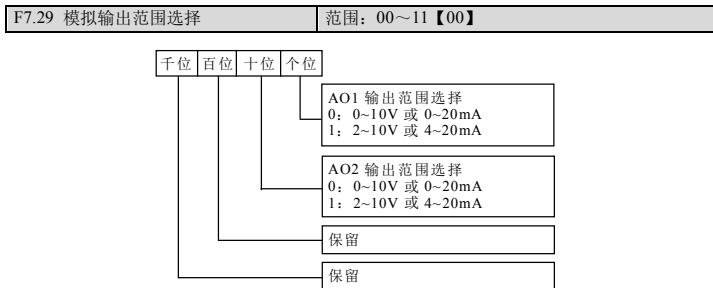 F7.29 模拟输出范围选择 范围：00～11【00】
千位 百位 十位 个位
AO1 输出范围选择
0：0~10V 或 0~20mA
1：2~10V 或 4~20mA
AO2 输出范围选择
0：0~10V 或 0~20mA
1：2~10V 或 4~20mA
保留
保留